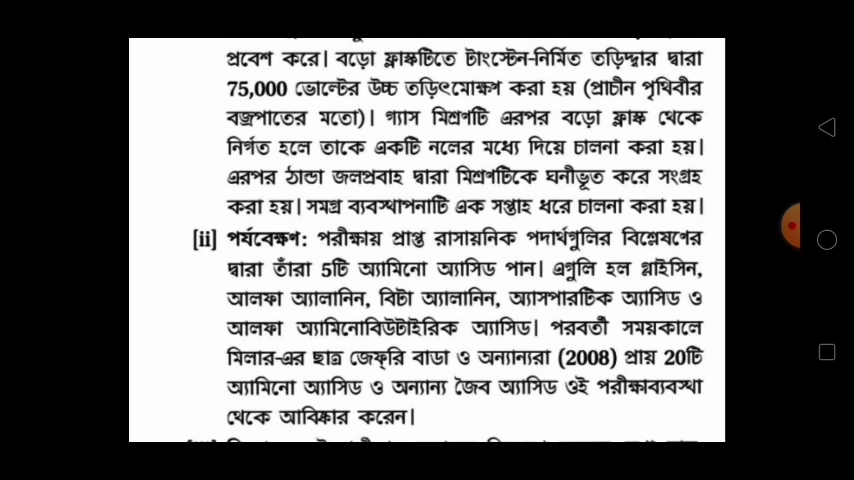 প্রবেশ করে। বড়ো ফ্লাস্কটিতে টাংস্টেন-নির্মিত তড়িদ্দ্বার দ্বারা
75,000 ভোল্টের উচ্চ তড়িৎমোক্ষণ করা হয় (প্রাচীন পৃথিবীর
বজ্রপাতের মতো)। গ্যাস মিশ্রণটি এরপর বড়ো ফ্লাস্ক থেকে
নির্গত হলে তাকে একটি নলের মধ্যে দিয়ে চালনা করা হয়।
এরপর ঠান্ডা জলপ্রবাহ দ্বারা মিশ্রণটিকে ঘনীভূত করে সংগ্রহ
করা হয়। সমগ্র ব্যবস্থাপনাটি এক সপ্তাহ ধরে চালনা করা হয়।
[ii] পর্যবেক্ষণ: পরীক্ষায় প্রাপ্ত রাসায়নিক পদার্থগুলির বিশ্লেষণের
দ্বারা তাঁরা 5টি অ্যামিনো অ্যাসিড পান। এগুলি হল গ্লাইসিন,
আলফা অ্যালানিন, বিটা অ্যালানিন, অ্যাসপারটিক অ্যাসিড ও
আলফা অ্যামিনোবিউটাইরিক অ্যাসিড। পরবর্তী সময়কালে
মিলার-এর ছাত্র জেফ্‌রি বাডা ও অন্যান্যরা (2008) প্রায় 20টি
অ্যামিনো অ্যাসিড ও অন্যান্য জৈব অ্যাসিড ওই পরীক্ষাব্যবস্থা
থেকে আবিষ্কার করেন।